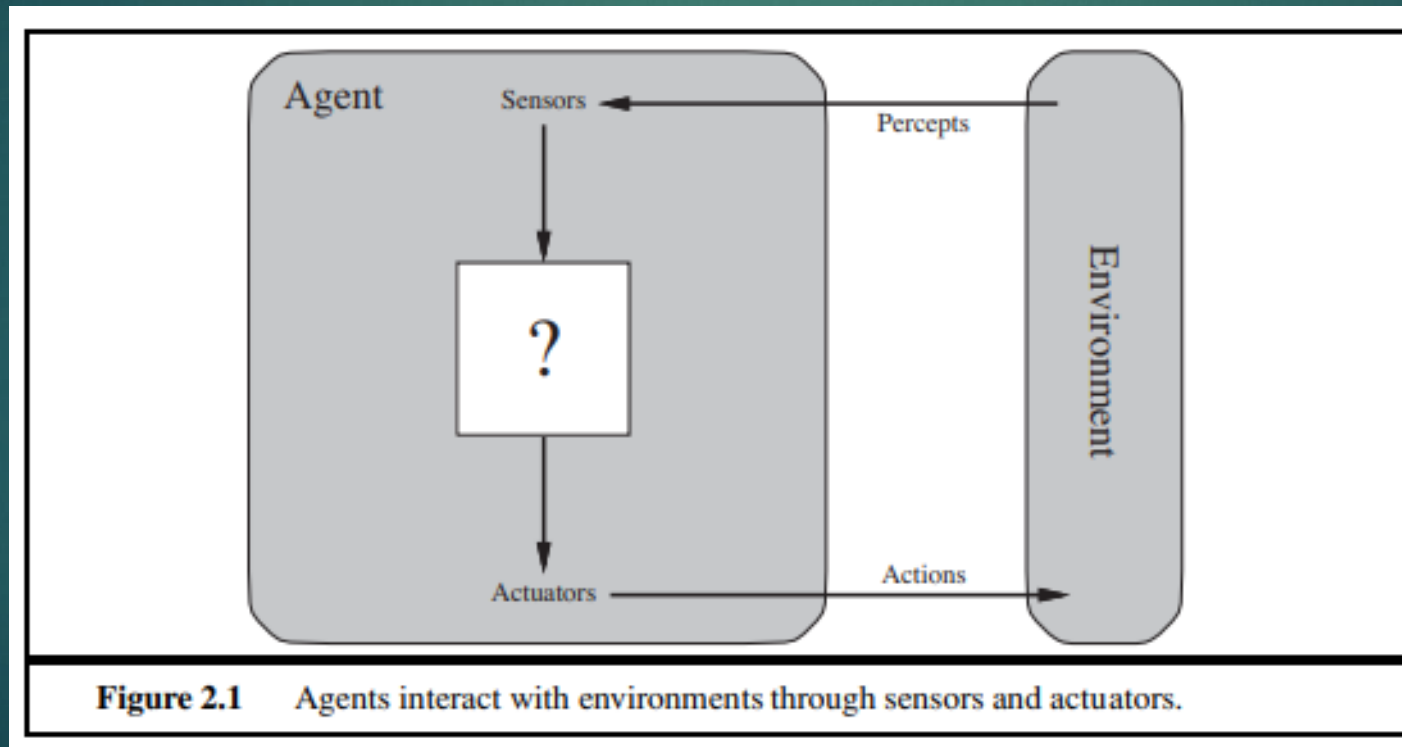 Agent
Sensors
Percepts
?
Environment
Actuators
Actions
Figure 2.1 Agents interact with environments through sensors and actuators.